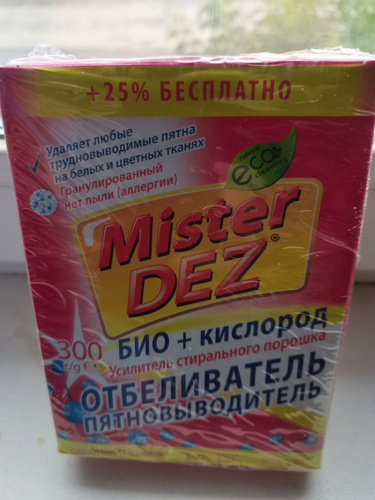 +25% БЕСПЛАТНО
Удаляет любые
трудновыводимые пятна
на белых и цветных тканях
Гранулированный
нет пыли (аллергии)
eco
cleaning
Mister
DEZ®
БИО + КИСЛОРОД
Усилитель стирального порошка
300
г/g e
ОТБЕЛИВАТЕЛЬ
ПЯТНОВЫВОДИТЕЛЬ